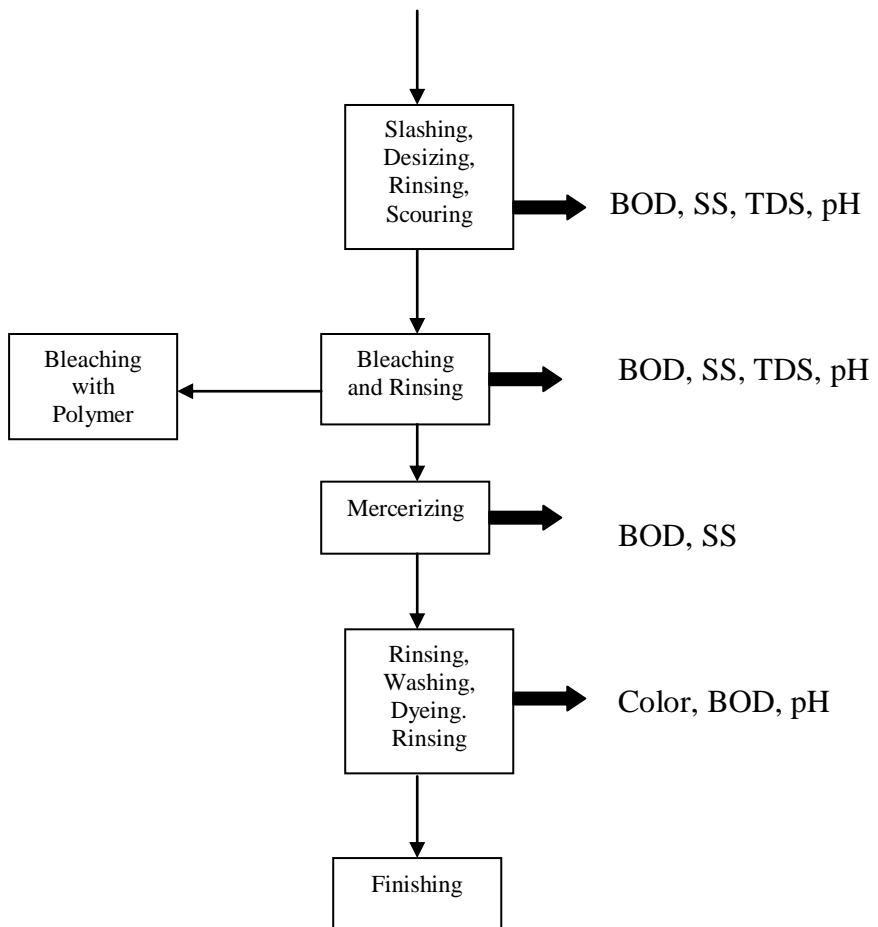 Slashing,
Desizing,
Rinsing,
Scouring
BOD, SS, TDS, pH
Bleaching
with
Polymer
Bleaching
and Rinsing
BOD, SS, TDS, pH
Mercerizing
BOD, SS
Rinsing,
Washing,
Dyeing.
Rinsing
Color, BOD, pH
Finishing